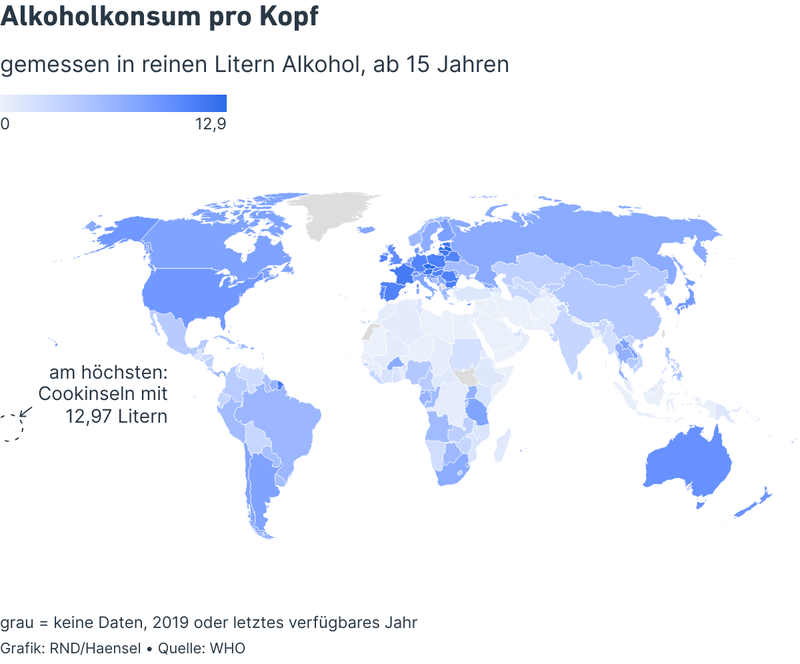 Alkoholkonsum pro Kopf
gemessen in reinen Litern Alkohol, ab 15 Jahren
0 12,9
am höchsten:
Cookinseln mit
12,97 Litern
grau = keine Daten, 2019 oder letztes verfügbares Jahr
Grafik: RND/Haensel • Quelle: WHO